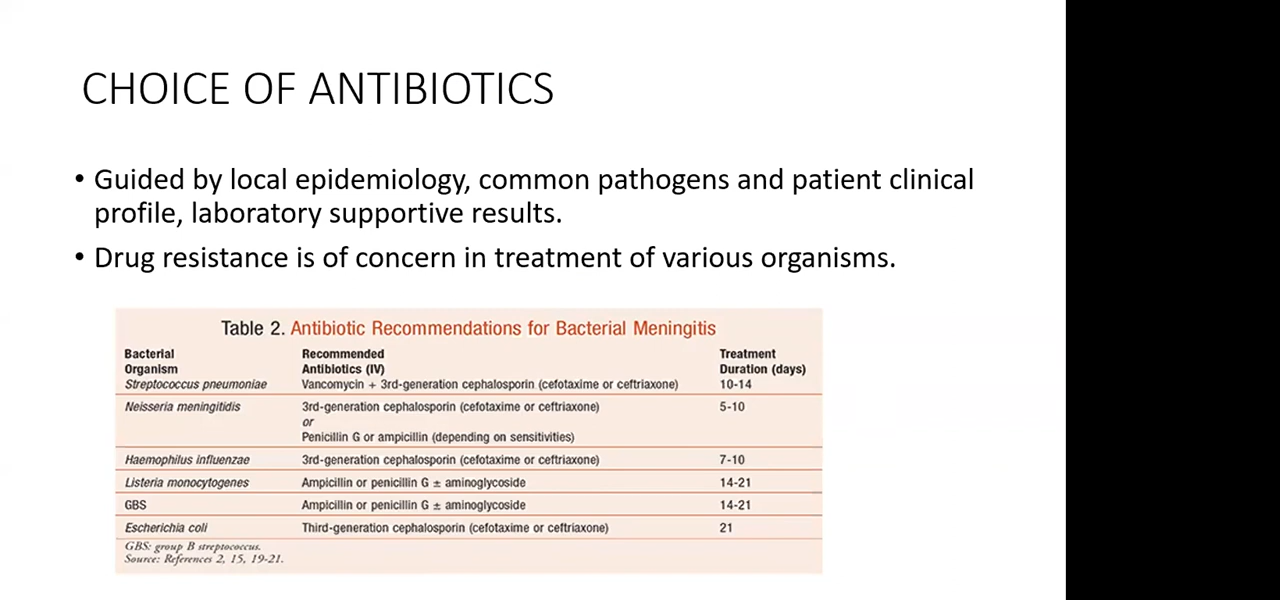 CHOICE OF ANTIBIOTICS
• Guided by local epidemiology, common pathogens and patient clinical
profile, laboratory supportive results.
• Drug resistance is of concern in treatment of various organisms.
Table 2. Antibiotic Recommendations for Bacterial Meningitis
Bacterial Recommended Treatment
Organism Antibiotics (IV) Duration (days)
Streptococcus pneumoniae Vancomycin + 3rd-generation cephalosporin (cefotaxime or ceftriaxone) 10-14
Neisseria meningitidis 3rd-generation cephalosporin (cefotaxime or ceftriaxone) 5-10
or
Penicillin G or ampicillin (depending on sensitivities)
Haemophilus influenzae 3rd-generation cephalosporin (cefotaxime or ceftriaxone) 7-10
Listeria monocytogenes Ampicillin or penicillin G ± aminoglycoside 14-21
GBS Ampicillin or penicillin G ± aminoglycoside 14-21
Escherichia coli Third-generation cephalosporin (cefotaxime or ceftriaxone) 21
GBS: group B streptococcus.
Source: References 2, 15, 19-21.